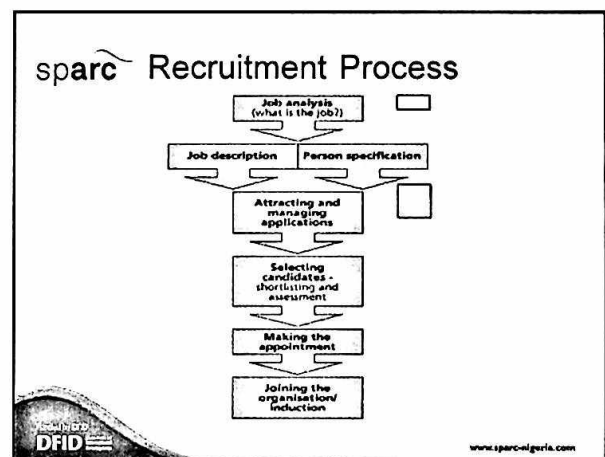 sparc Recruitment Process
Job analysis
(what is the job?)
Job description
Person specification
Attracting and
managing
applications
Selecting
candidates -
shortlisting and
assessment
Making the
appointment
Joining the
organisation/
induction
DFID
www.sparc-nigeria.com